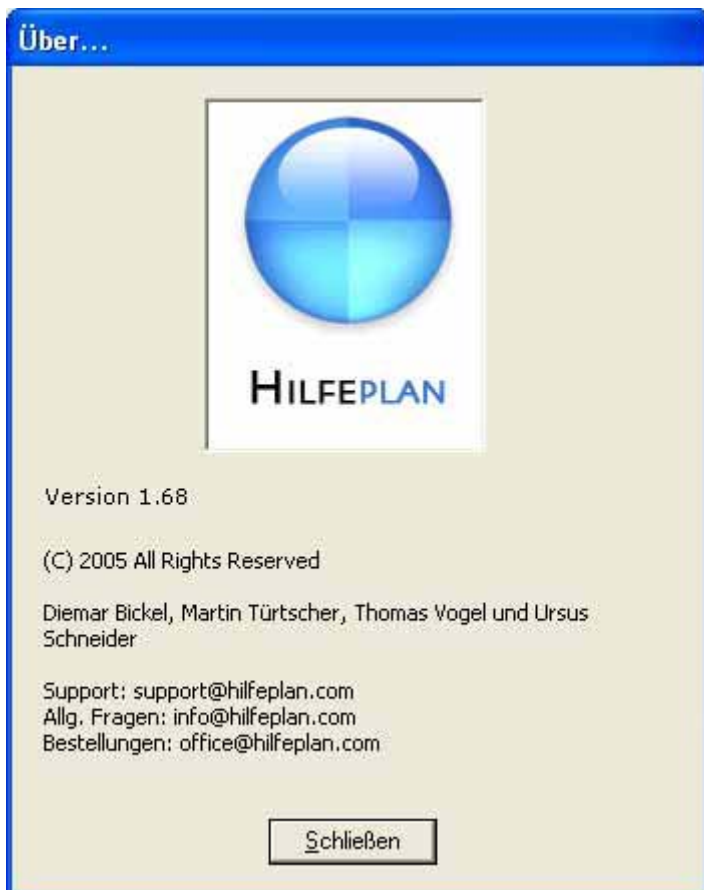 Über...
HILFEPLAN
Version 1.68
(C) 2005 All Rights Reserved
Diemar Bickel, Martin Türtscher, Thomas Vogel und Ursus
Schneider
Support: support@hilfeplan.com
Allg. Fragen: info@hilfeplan.com
Bestellungen: office@hilfeplan.com
Schließen